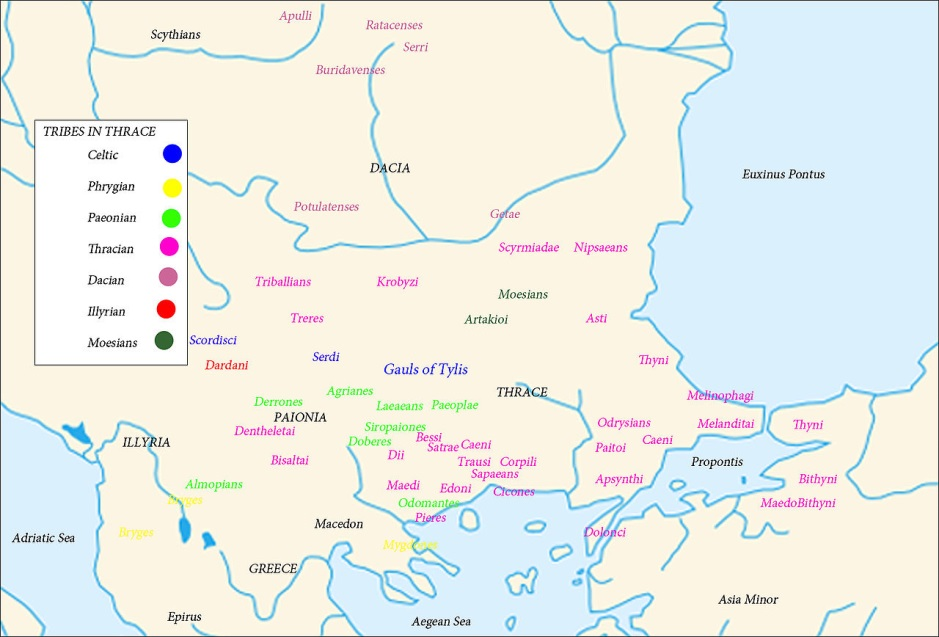 Apulli
Ratacenses
Scythians
Serri
Buridavenses
TRIBES IN THRACE
Celtic
Phrygian
Paeonian
Thracian
Dacian
Illyrian
Moesians
DACIA
Euxinus Pontus
Potulatenses
Getae
Scyrmiadae
Nipsaeans
Triballians
Krobyzi
Moesians
Treres
Artakioi
Asti
Scordisci
Serdi
Dardani
Gauls of Tylis
Thyni
Agrianes
THRACE
Melinophagi
Derrones
Laeaeans
Paeoplae
PAIONIA
Odrysians
Melanditai
Thyni
Dentheletai
Siropaiones
ILLYRIA
Doberes
Bessi
Satrae
Caeni
Paitoi
Caeni
Bisaltai
Dii
Trausi
Corpili
Propontis
Sapaeans
Almopians
Maedi
Edoni
Cicones
Apsynthi
Bithyni
Bryges
Odomantes
MaedoBithyni
Pieres
Macedon
Bryges
Dolonci
Adriatic Sea
Mygdones
GREECE
Asia Minor
Epirus
Aegean Sea